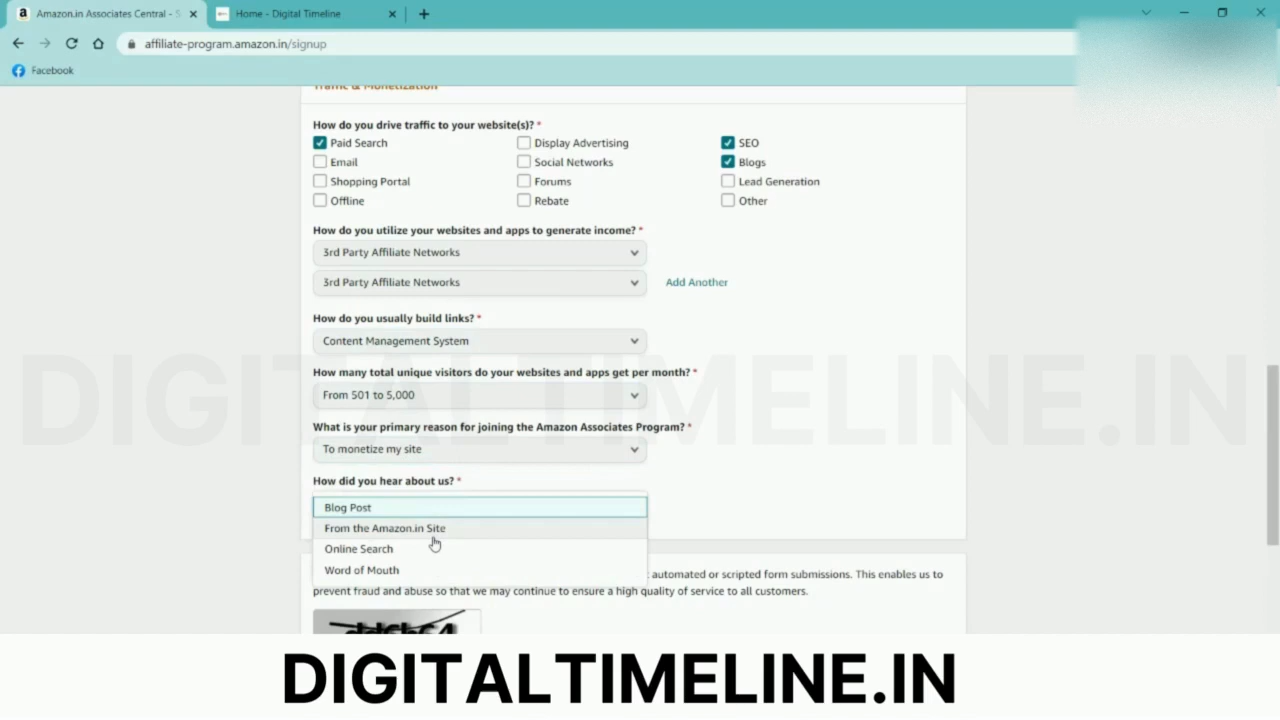 Amazon.in Associates Central - S
Home - Digital Timeline
affiliate-program.amazon.in/signup
Facebook
Traffic & Monetization
How do you drive traffic to your website(s)? *
Paid Search
Display Advertising
SEO
Email
Social Networks
Blogs
Shopping Portal
Forums
Lead Generation
Offline
Rebate
Other
How do you utilize your websites and apps to generate income? *
3rd Party Affiliate Networks
3rd Party Affiliate Networks
Add Another
How do you usually build links? *
Content Management System
How many total unique visitors do your websites and apps get per month? *
From 501 to 5,000
DIGITALTIMELINE.IN
What is your primary reason for joining the Amazon Associates Program? *
To monetize my site
How did you hear about us? *
Blog Post
From the Amazon.in Site
Online Search
Word of Mouth
automated or scripted form submissions. This enables us to
prevent fraud and abuse so that we may continue to ensure a high quality of service to all customers.
DIGITALTIMELINE.IN